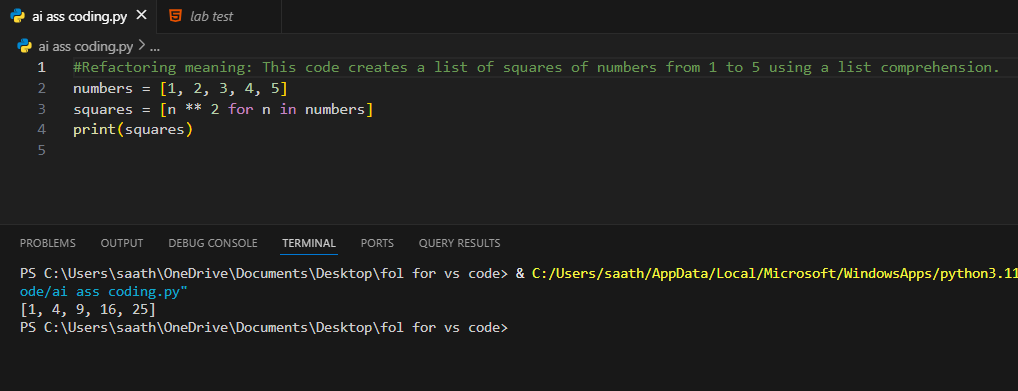 ai ass coding.py
lab test
ai ass coding.py > ...
1 #Refactoring meaning: This code creates a list of squares of numbers from 1 to 5 using a list comprehension.
2 numbers = [1, 2, 3, 4, 5]
3 squares = [n ** 2 for n in numbers]
4 print(squares)
5
PROBLEMS OUTPUT DEBUG CONSOLE TERMINAL PORTS QUERY RESULTS
PS C:\Users\saath\OneDrive\Documents\Desktop\fol for vs code> & C:/Users/saath/AppData/Local/Microsoft/WindowsApps/python3.11
ode/ai ass coding.py"
[1, 4, 9, 16, 25]
PS C:\Users\saath\OneDrive\Documents\Desktop\fol for vs code>